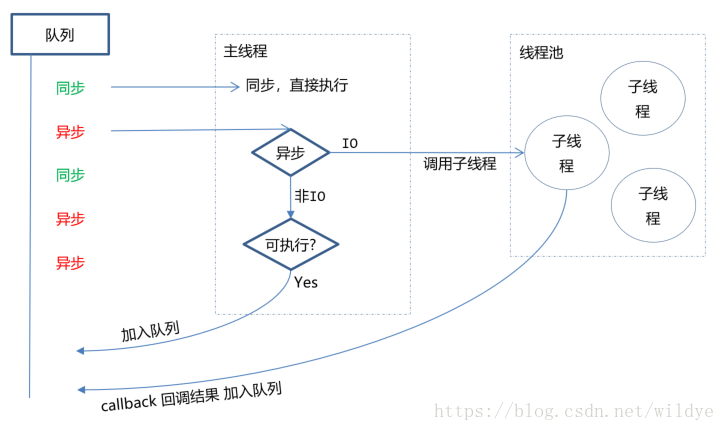 队列
主线程
线程池
同步
同步，直接执行
子线
程
异步
异步
IO
调用子线程
子线
程
同步
非IO
子线
程
异步
可执行?
异步
Yes
加入队列
callback 回调结果 加入队列
https://blog.csdn.net/wildye